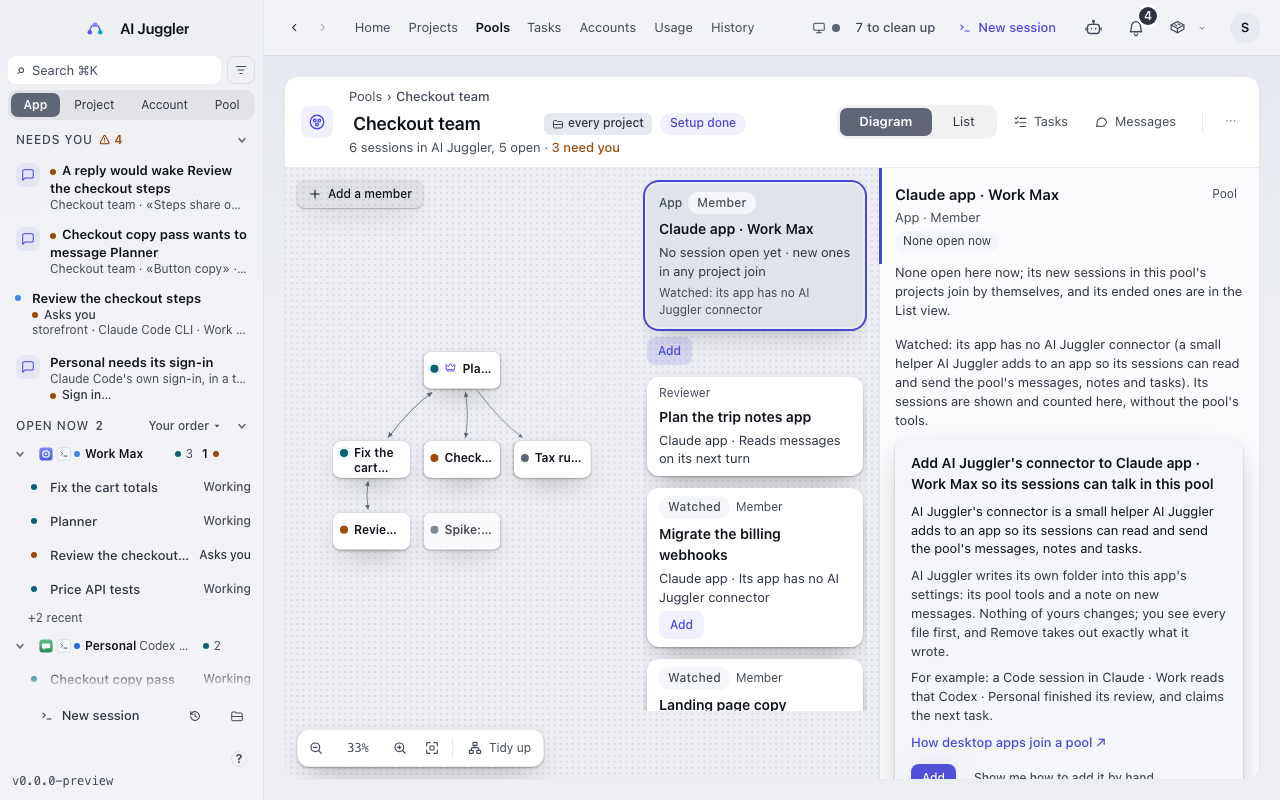 AI Juggler
Search ⌘K
App Project Account Pool
NEEDS YOU 4
A reply would wake Review
the checkout steps
Checkout team · «Steps share o…
Checkout copy pass wants to
message Planner
Checkout team · «Button copy» ·…
Review the checkout steps
Asks you
storefront · Claude Code CLI · Work …
Personal needs its sign-in
Claude Code's own sign-in, in a t…
Sign in…
OPEN NOW 2 Your order
Work Max 3 1
Fix the cart totals Working
Planner Working
Review the checkout… Asks you
Price API tests Working
+2 recent
Personal Codex … 2
Checkout copy pass Working
New session
?
v0.0.0-preview
Home Projects Pools Tasks Accounts Usage History
7 to clean up New session 4 S
Pools › Checkout team
Checkout team every project Setup done
6 sessions in AI Juggler, 5 open · 3 need you
Diagram List Tasks Messages …
+ Add a member
Pla…
Fix the
cart…
Check…
Tax ru…
Revie…
Spike:…
33% Tidy up
App Member
Claude app · Work Max
No session open yet · new ones
in any project join
Watched: its app has no AI
Juggler connector
Add
Reviewer
Plan the trip notes app
Claude app · Reads messages
on its next turn
Watched Member
Migrate the billing
webhooks
Claude app · Its app has no AI
Juggler connector
Add
Watched Member
Landing page copy
Claude app · Work Max Pool
App · Member
None open now
None open here now; its new sessions in this pool's
projects join by themselves, and its ended ones are in the
List view.
Watched: its app has no AI Juggler connector (a small
helper AI Juggler adds to an app so its sessions can read
and send the pool's messages, notes and tasks). Its
sessions are shown and counted here, without the pool's
tools.
Add AI Juggler's connector to Claude app ·
Work Max so its sessions can talk in this pool
AI Juggler's connector is a small helper AI Juggler
adds to an app so its sessions can read and send
the pool's messages, notes and tasks.
AI Juggler writes its own folder into this app's
settings: its pool tools and a note on new
messages. Nothing of yours changes; you see every
file first, and Remove takes out exactly what it
wrote.
For example: a Code session in Claude · Work reads
that Codex · Personal finished its review, and claims
the next task.
How desktop apps join a pool ↗
Add Show me how to add it by hand